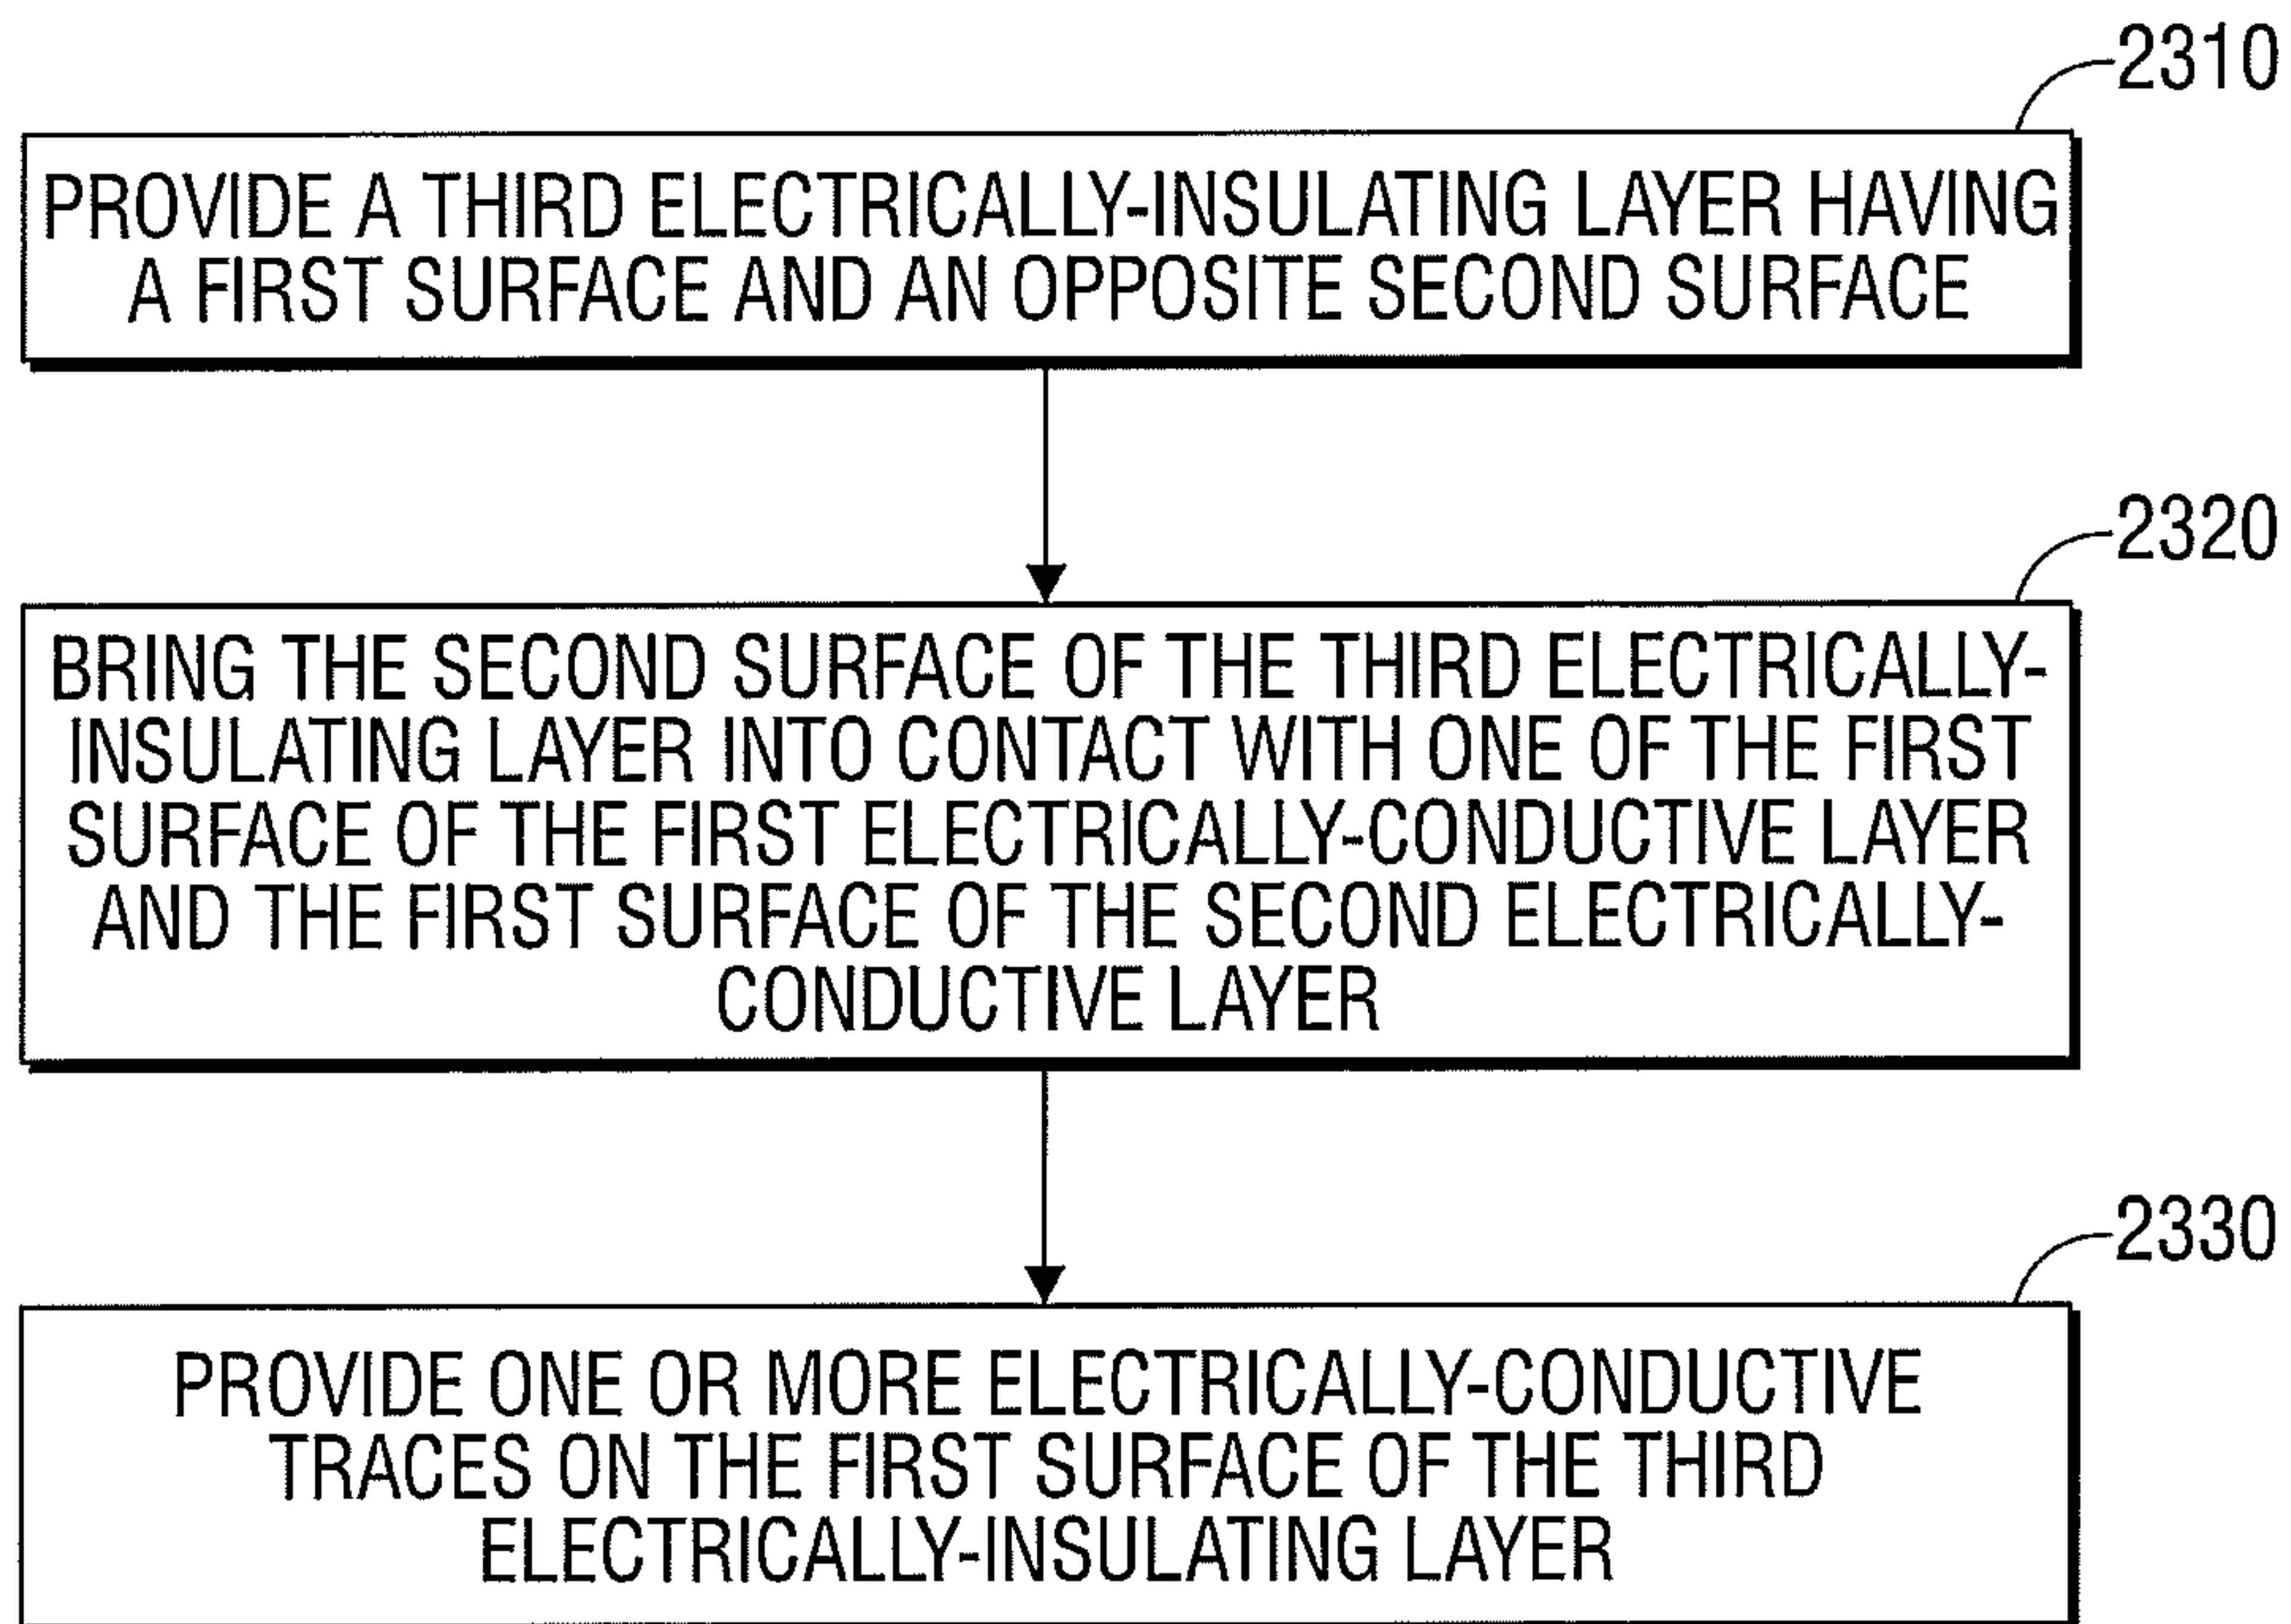 2310
PROVIDE A THIRD ELECTRICALLY-INSULATING LAYER HAVING
A FIRST SURFACE AND AN OPPOSITE SECOND SURFACE
2320
BRING THE SECOND SURFACE OF THE THIRD ELECTRICALLY-
INSULATING LAYER INTO CONTACT WITH ONE OF THE FIRST
SURFACE OF THE FIRST ELECTRICALLY-CONDUCTIVE LAYER
AND THE FIRST SURFACE OF THE SECOND ELECTRICALLY-
CONDUCTIVE LAYER
2330
PROVIDE ONE OR MORE ELECTRICALLY-CONDUCTIVE
TRACES ON THE FIRST SURFACE OF THE THIRD
ELECTRICALLY-INSULATING LAYER